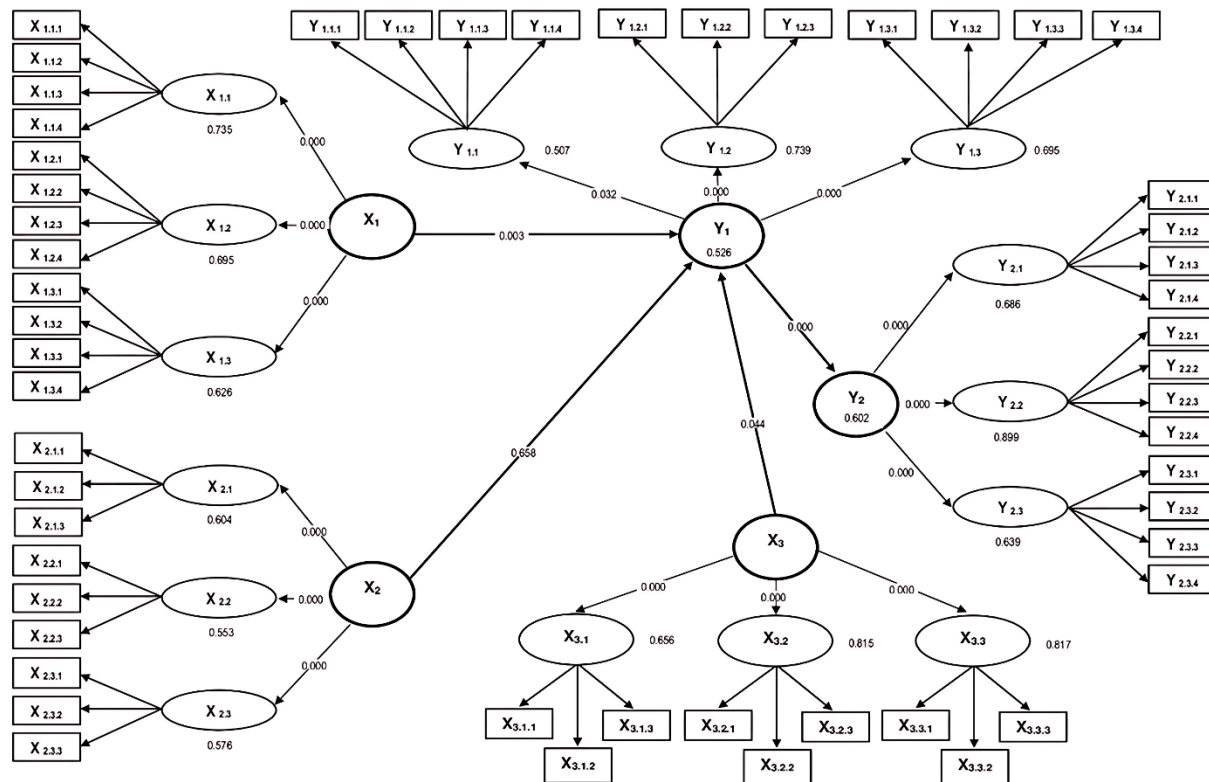 X 1.1.1
X 1.1.2
X 1.1.3
X 1.1.4
X 1.2.1
X 1.2.2
X 1.2.3
X 1.2.4
X 1.3.1
X 1.3.2
X 1.3.3
X 1.3.4
X 1.1
0.735
X 1.2
0.695
X 1.3
0.626
0.000
0.000
0.000
X1
0.003
Y 1.1.1
Y 1.1.2
Y 1.1.3
Y 1.1.4
Y 1.2.1
Y 1.2.2
Y 1.2.3
Y 1.3.1
Y 1.3.2
Y 1.3.3
Y 1.3.4
Y 1.1
0.507
Y 1.2
0.739
Y 1.3
0.695
0.032
0.000
0.000
Y1
0.526
0.000
Y2
0.602
0.000
0.000
0.000
Y 2.1
0.686
Y 2.2
0.899
Y 2.3
0.639
Y 2.1.1
Y 2.1.2
Y 2.1.3
Y 2.1.4
Y 2.2.1
Y 2.2.2
Y 2.2.3
Y 2.2.4
Y 2.3.1
Y 2.3.2
Y 2.3.3
Y 2.3.4
X 2.1.1
X 2.1.2
X 2.1.3
X 2.2.1
X 2.2.2
X 2.2.3
X 2.3.1
X 2.3.2
X 2.3.3
X 2.1
0.604
X 2.2
0.553
X 2.3
0.576
0.000
0.000
0.000
X2
0.658
0.044
X3
0.000
0.000
0.000
X3.1
0.656
X3.2
0.815
X3.3
0.817
X3.1.1
X3.1.2
X3.1.3
X3.2.1
X3.2.2
X3.2.3
X3.3.1
X3.3.2
X3.3.3